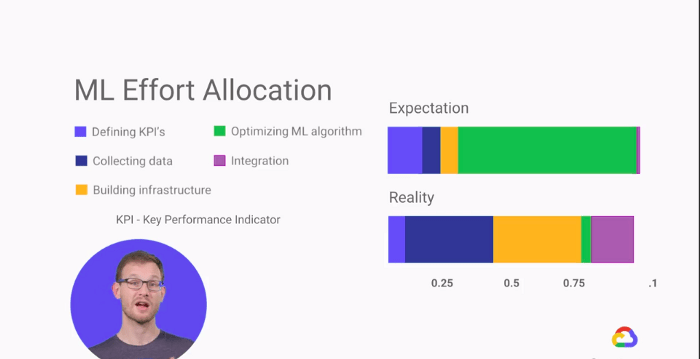 ML Effort Allocation
Defining KPI's
Optimizing ML algorithm
Collecting data
Integration
Building infrastructure
KPI - Key Performance Indicator
Expectation
Reality
0.25 0.5 0.75 .1